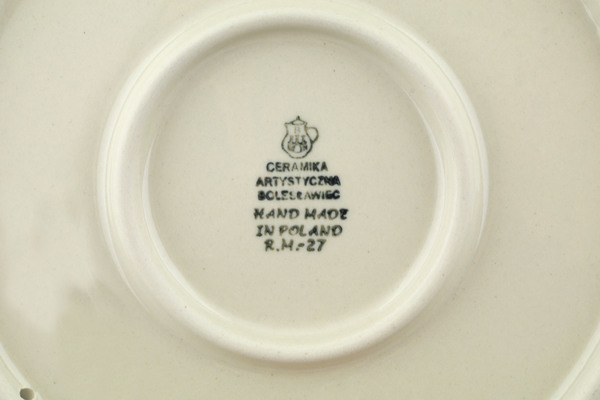 CERAMIKA
ARTYSTYCZNA
BOLESŁAWIEC
HAND MADE
IN POLAND
R.M.-27